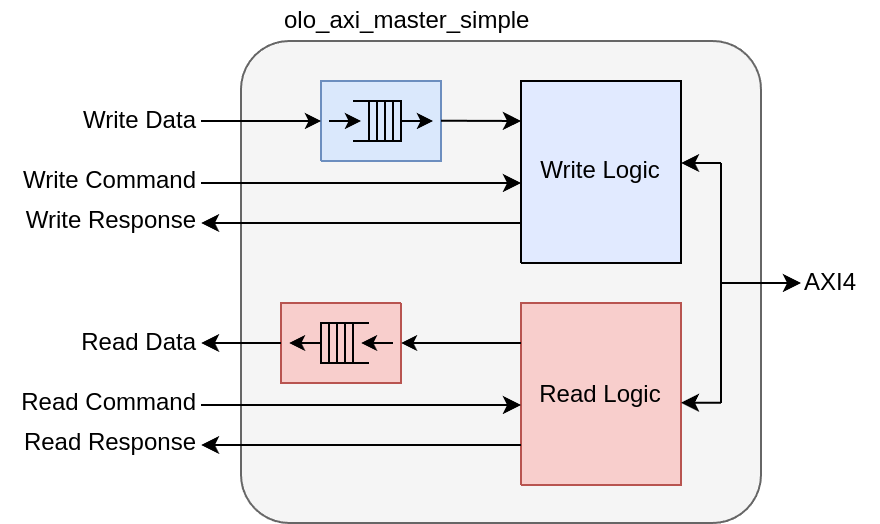 olo_axi_master_simple
Write Data
Write Command
Write Logic
Write Response
AXI4
Read Data
Read Command
Read Logic
Read Response